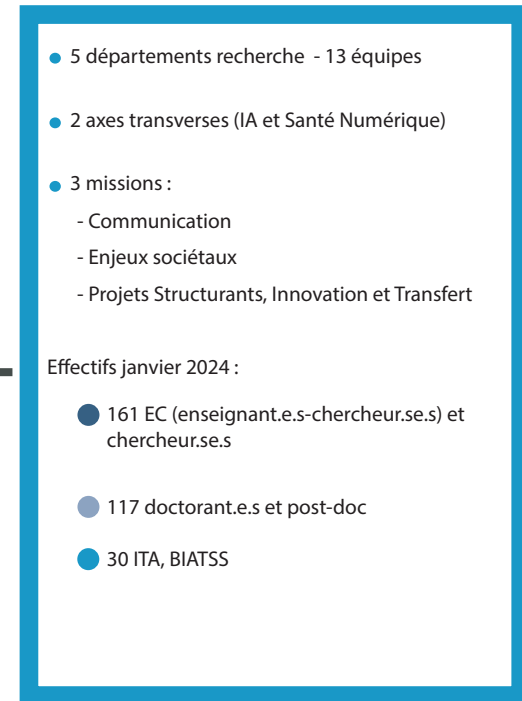 5 départements recherche - 13 équipes
2 axes transverses (IA et Santé Numérique)
3 missions :
- Communication
- Enjeux sociétaux
- Projets Structurants, Innovation et Transfert
Effectifs janvier 2024 :
161 EC (enseignant.e.s-chercheur.se.s) et
chercheur.se.s
117 doctorant.e.s et post-doc
30 ITA, BIATSS